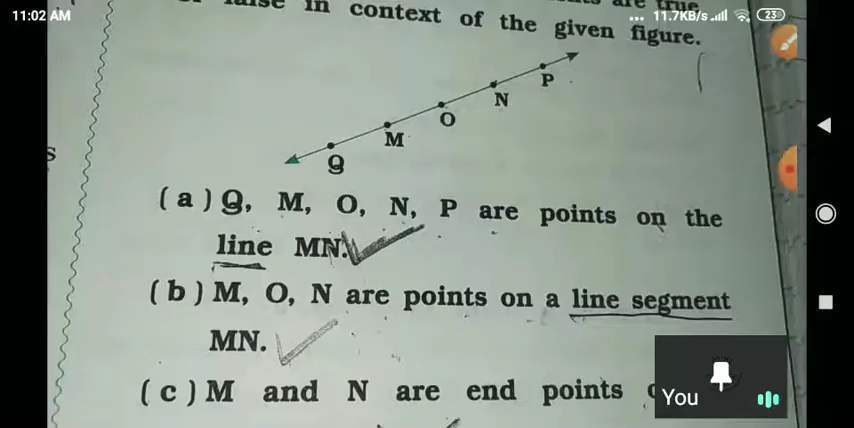 11:02 AM
11.7KB/s
23
in context of the given figure.
P
N
O
M
Q
(a) Q, M, O, N, P are points on the
line MN.
(b) M, O, N are points on a line segment
MN.
(c) M and N are end points
You